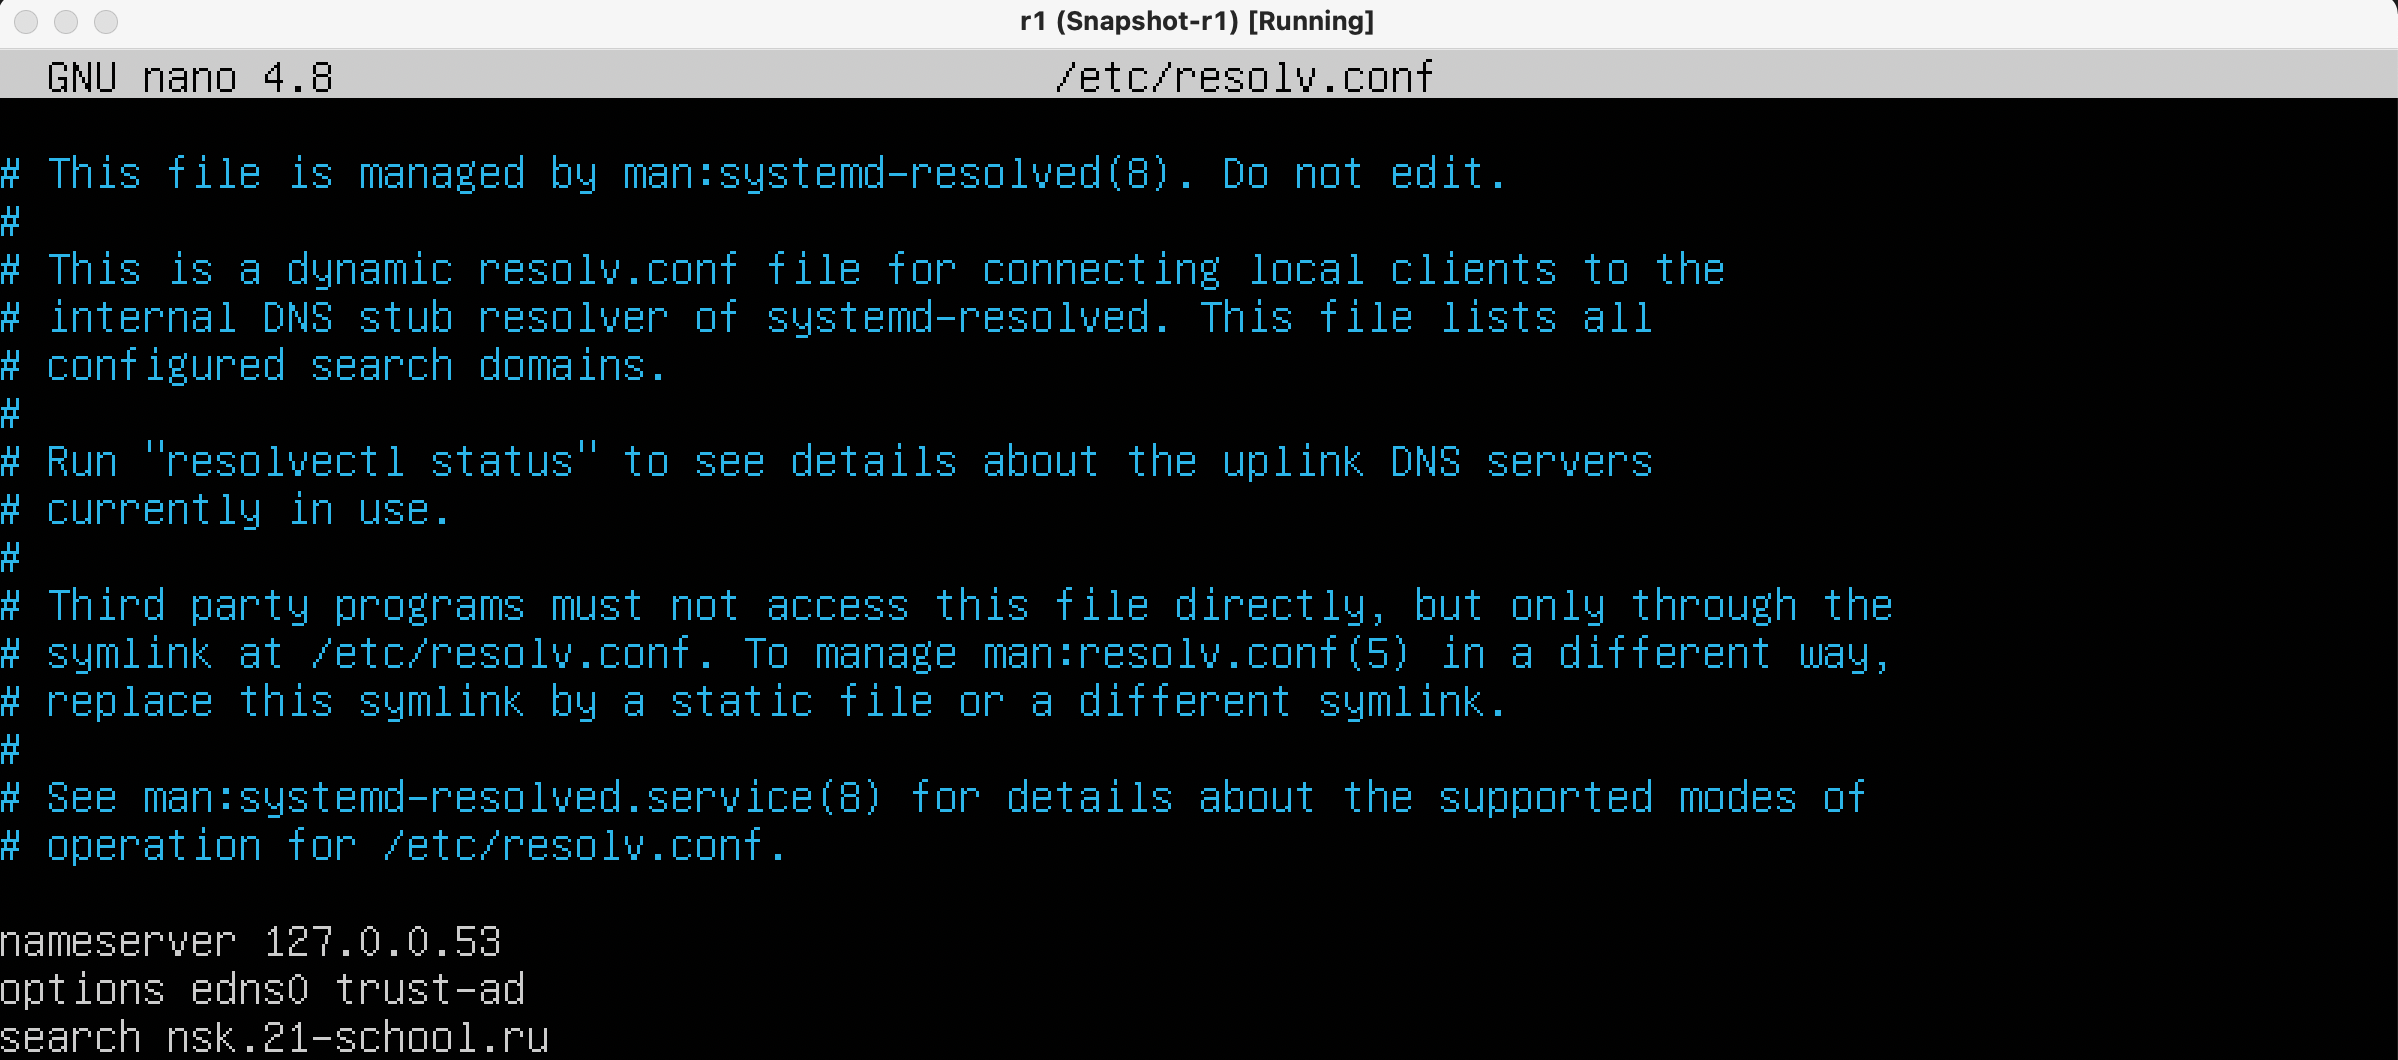 r1 (Snapshot-r1) [Running]
GNU nano 4.8 /etc/resolv.conf
# This file is managed by man:systemd-resolved(8). Do not edit.
#
# This is a dynamic resolv.conf file for connecting local clients to the
# internal DNS stub resolver of systemd-resolved. This file lists all
# configured search domains.
#
# Run "resolvectl status" to see details about the uplink DNS servers
# currently in use.
#
# Third party programs must not access this file directly, but only through the
# symlink at /etc/resolv.conf. To manage man:resolv.conf(5) in a different way,
# replace this symlink by a static file or a different symlink.
#
# See man:systemd-resolved.service(8) for details about the supported modes of
# operation for /etc/resolv.conf.
nameserver 127.0.0.53
options edns0 trust-ad
search nsk.21-school.ru